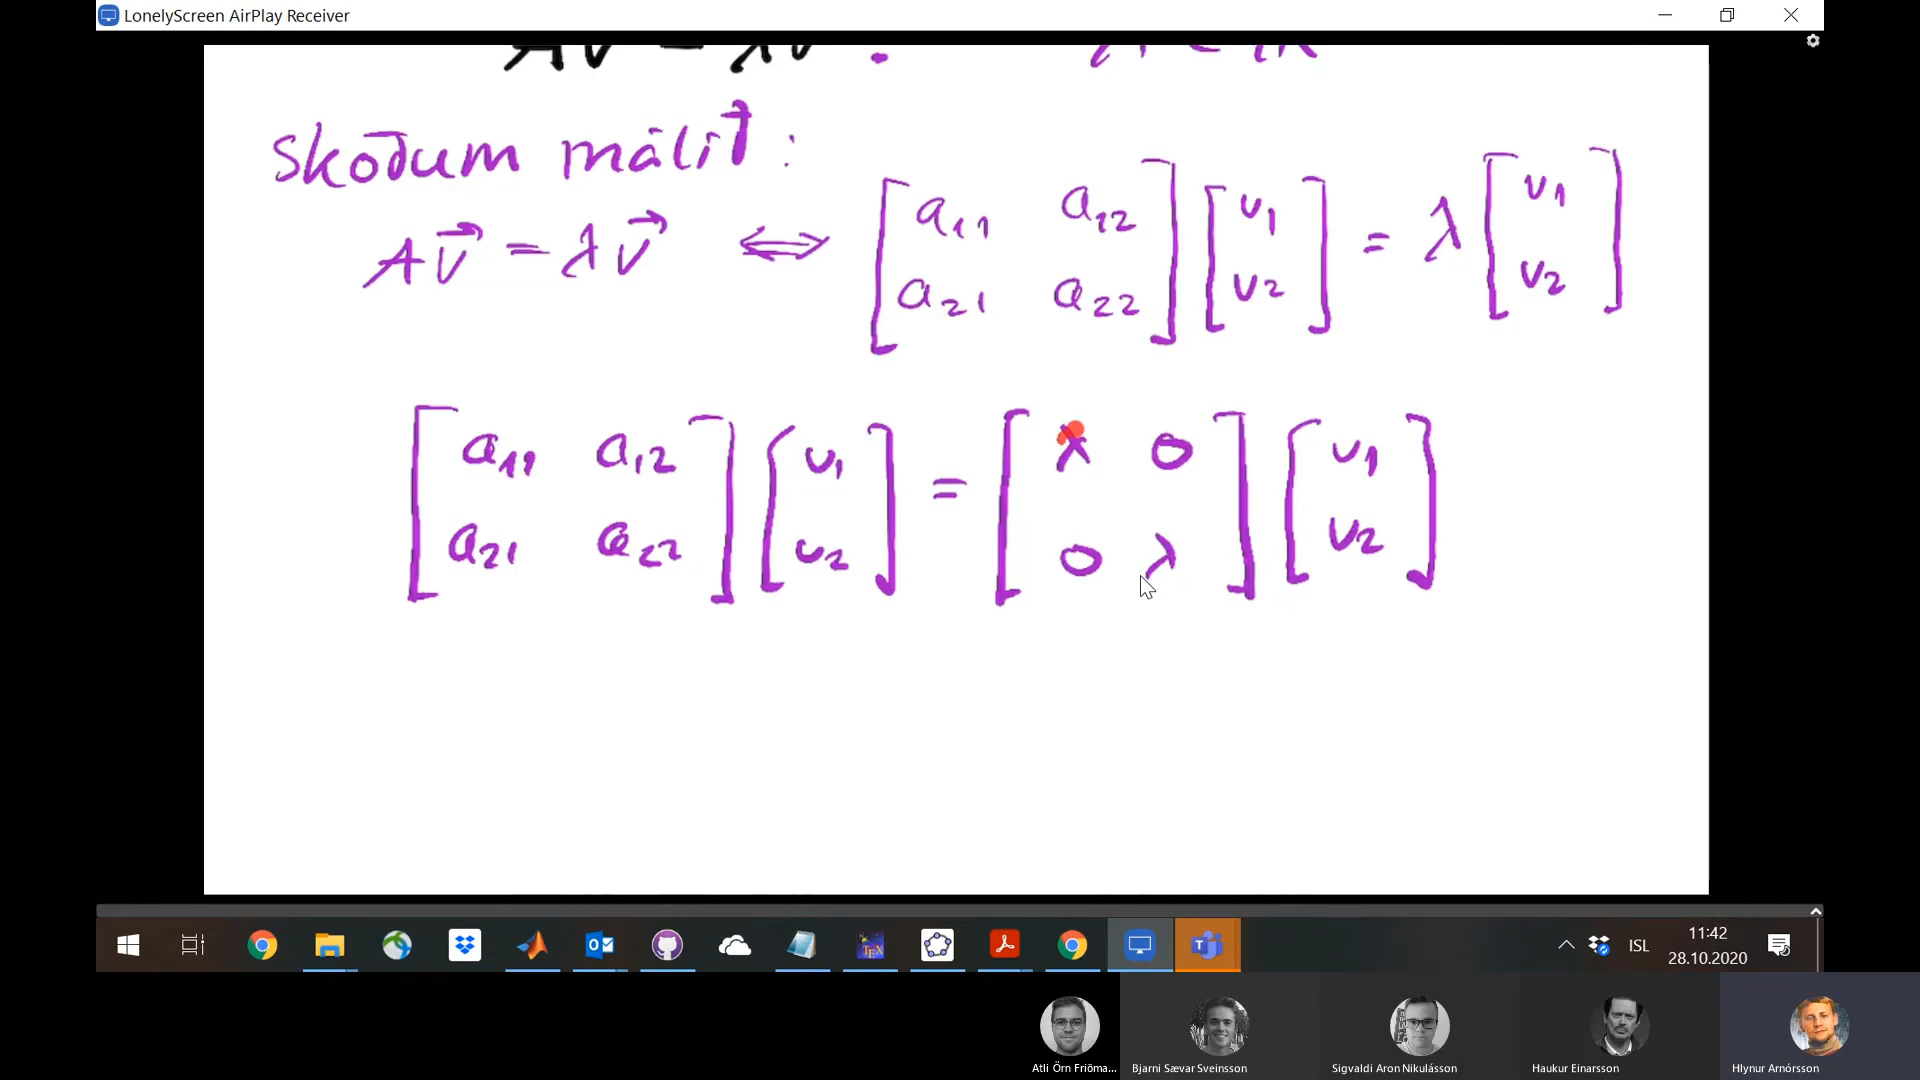 LonelyScreen AirPlay Receiver
Av = λv . λ ∈ ℝ
Skoðum málið :
Av⃗ = λv⃗ ⟺ [a₁₁ a₁₂; a₂₁ a₂₂] [v₁; v₂] = λ [v₁; v₂]
[a₁₁ a₁₂; a₂₁ a₂₂] [v₁; v₂] = [λ 0; 0 λ] [v₁; v₂]
ISL
11:42
28.10.2020
Atli Örn Friðma...
Bjarni Sævar Sveinsson
Sigvaldi Aron Nikulásson
Haukur Einarsson
Hlynur Arnórsson